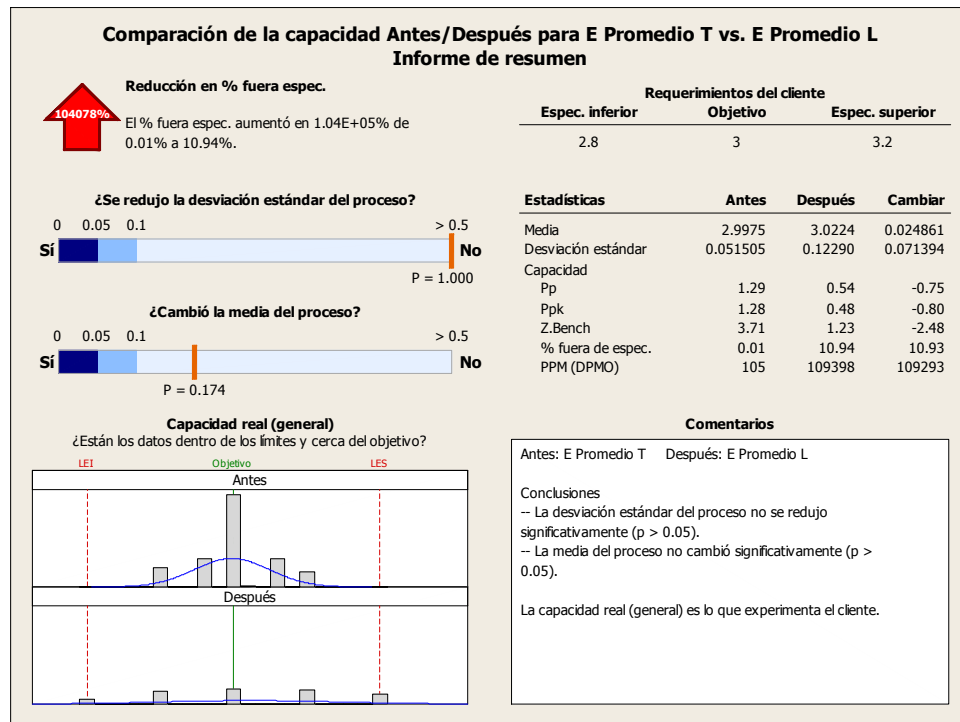 Comparación de la capacidad Antes/Después para E Promedio T vs. E Promedio L
Informe de resumen
104078%
Reducción en % fuera espec.
El % fuera espec. aumentó en 1.04E+05% de
0.01% a 10.94%.
Requerimientos del cliente
Espec. inferior Objetivo Espec. superior
2.8 3 3.2
¿Se redujo la desviación estándar del proceso?
0 0.05 0.1 > 0.5
Sí No
P = 1.000
¿Cambió la media del proceso?
0 0.05 0.1 > 0.5
Sí No
P = 0.174
Estadísticas Antes Después Cambiar
Media 2.9975 3.0224 0.024861
Desviación estándar 0.051505 0.12290 0.071394
Capacidad
Pp 1.29 0.54 -0.75
Ppk 1.28 0.48 -0.80
Z.Bench 3.71 1.23 -2.48
% fuera de espec. 0.01 10.94 10.93
PPM (DPMO) 105 109398 109293
Capacidad real (general)
¿Están los datos dentro de los límites y cerca del objetivo?
LEI Objetivo LES
Antes
Después
Comentarios
Antes: E Promedio T Después: E Promedio L
Conclusiones
-- La desviación estándar del proceso no se redujo
significativamente (p > 0.05).
-- La media del proceso no cambió significativamente (p >
0.05).
La capacidad real (general) es lo que experimenta el cliente.